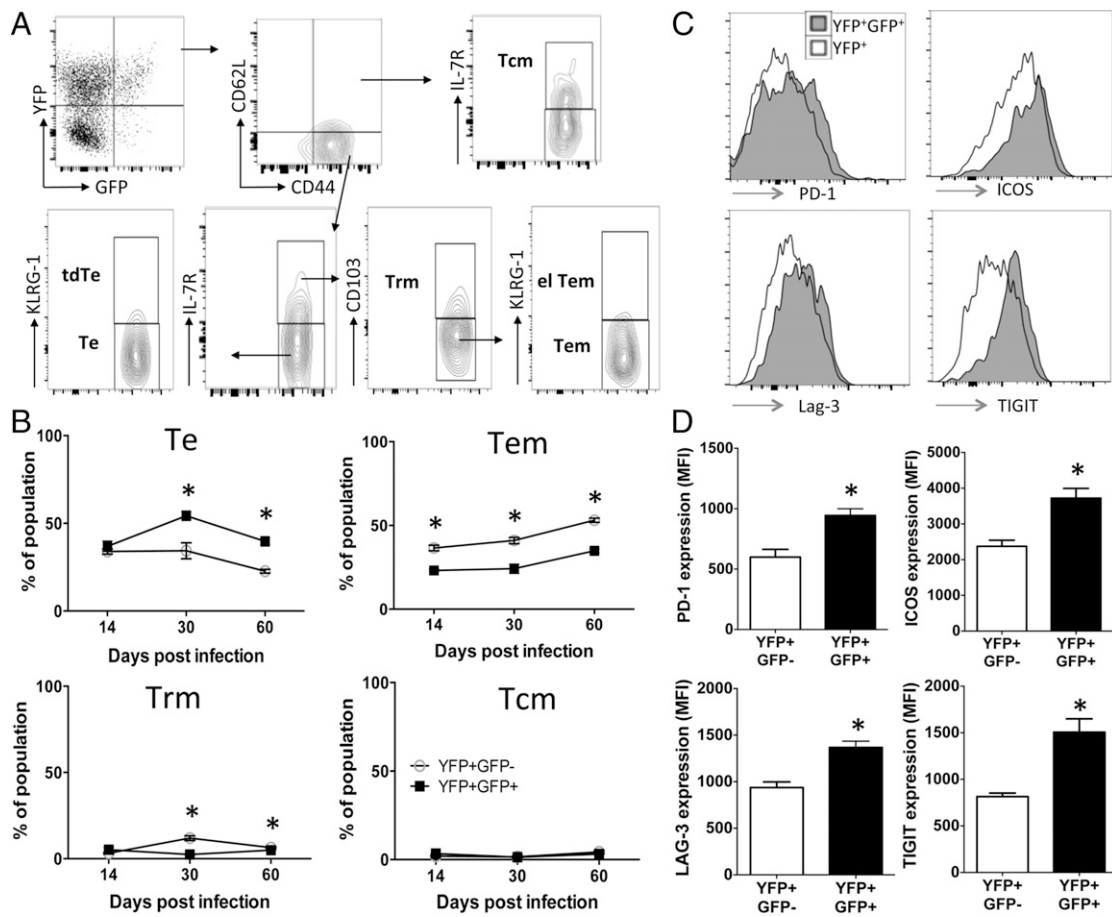 A
YFP
GFP
CD62L
CD44
IL-7R
Tcm
KLRG-1
tdTe
Te
IL-7R
CD103
Trm
KLRG-1
el Tem
Tem
B
Te
% of population
100
50
0
14 30 60
Days post infection
*
*
Tem
% of population
100
50
0
14 30 60
Days post infection
*
*
*
Trm
% of population
100
50
0
14 30 60
Days post infection
*
*
Tcm
% of population
100
50
0
14 30 60
Days post infection
YFP+GFP-
YFP+GFP+
C
YFP+GFP+
YFP+
PD-1
ICOS
Lag-3
TIGIT
D
PD-1 expression (MFI)
1500
1000
500
0
*
YFP+ YFP+
GFP- GFP+
ICOS expression (MFI)
5000
4000
3000
2000
1000
0
*
YFP+ YFP+
GFP- GFP+
LAG-3 expression (MFI)
2000
1500
1000
500
0
*
YFP+ YFP+
GFP- GFP+
TIGIT expression (MFI)
2000
1500
1000
500
0
*
YFP+ YFP+
GFP- GFP+